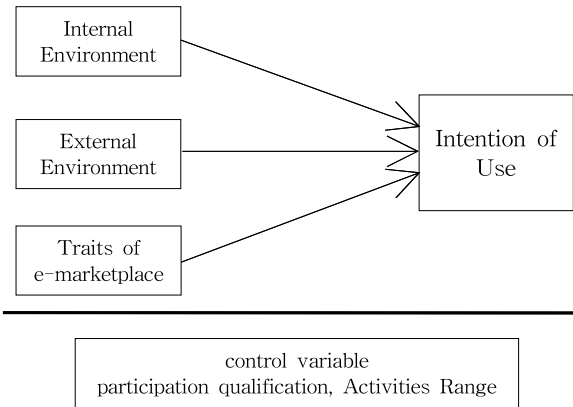 Internal
Environment
External
Environment
Traits of
e-marketplace
Intention of
Use
control variable
participation qualification, Activities Range